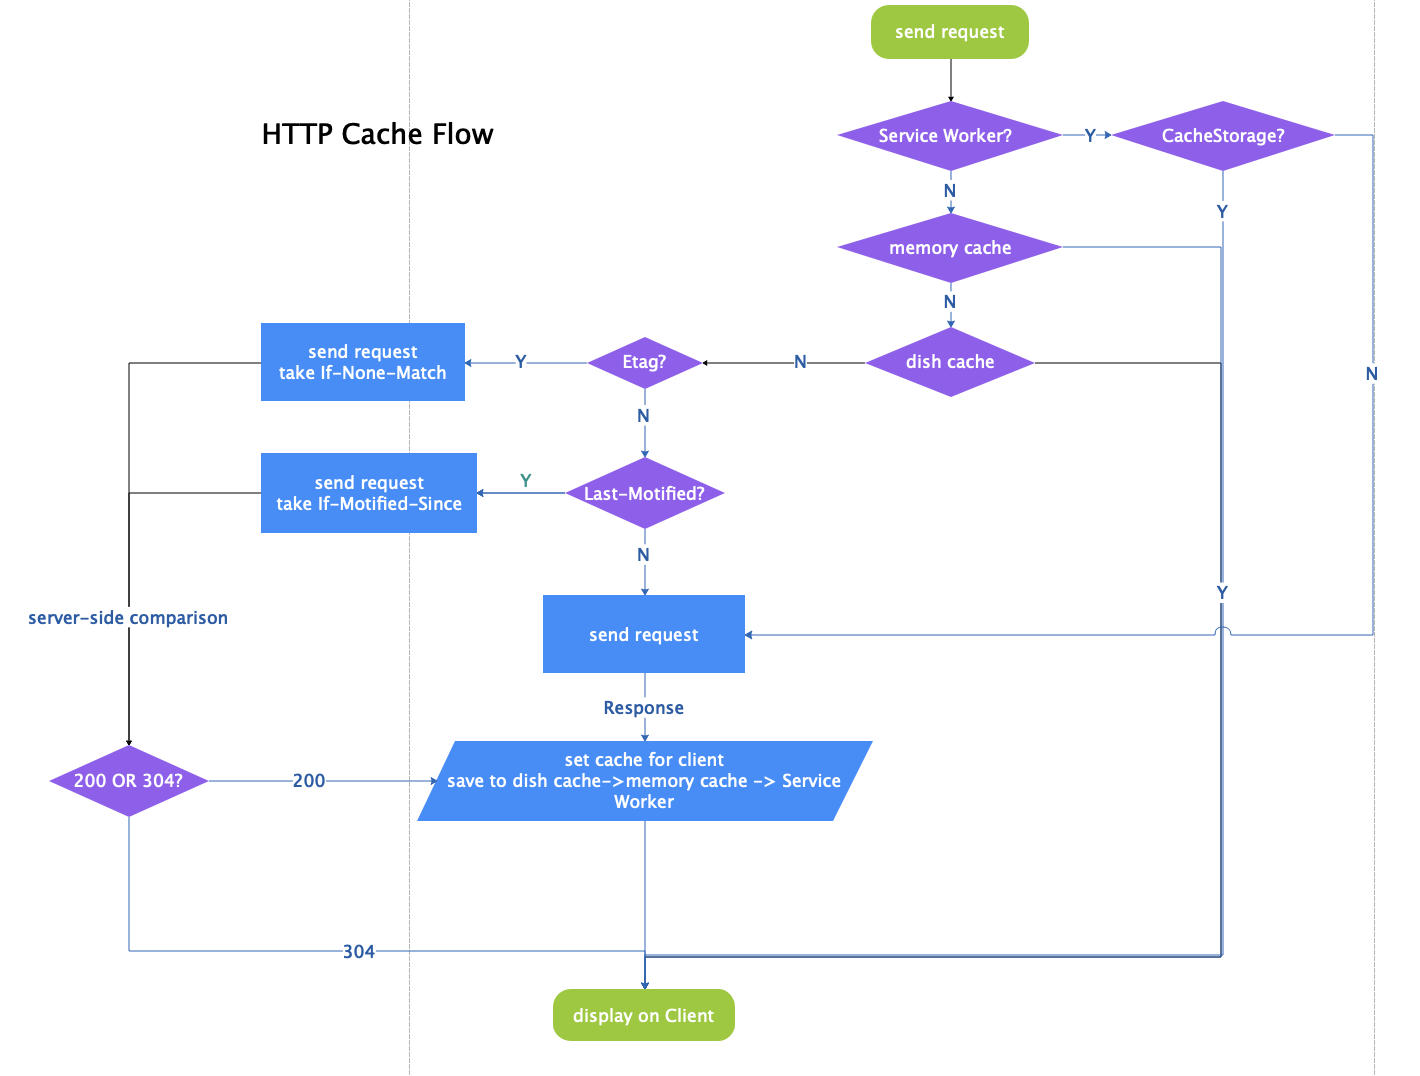 send request
HTTP Cache Flow
Service Worker?
Y
CacheStorage?
N
Y
memory cache
N
send request
take If-None-Match
Y
Etag?
N
dish cache
N
N
send request
take If-Motified-Since
Y
Last-Motified?
N
Y
server-side comparison
send request
Response
200 OR 304?
200
set cache for client
save to dish cache->memory cache -> Service
Worker
304
display on Client